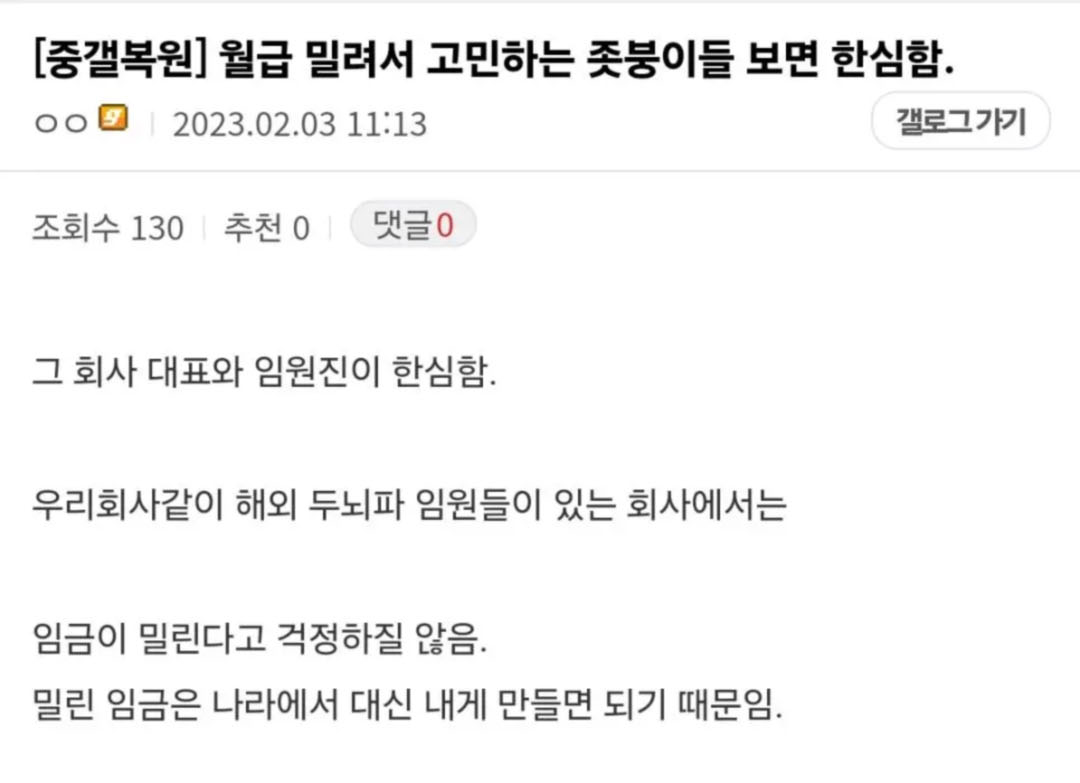 [중갤복원] 월급 밀려서 고민하는 좃붕이들 보면 한심함.
ㅇㅇ 2023.02.03 11:13 갤로그 가기
조회수 130 추천 0 댓글 0
그 회사 대표와 임원진이 한심함.
우리회사같이 해외 두뇌파 임원들이 있는 회사에서는
임금이 밀린다고 걱정하질 않음.
밀린 임금은 나라에서 대신 내게 만들면 되기 때문임.